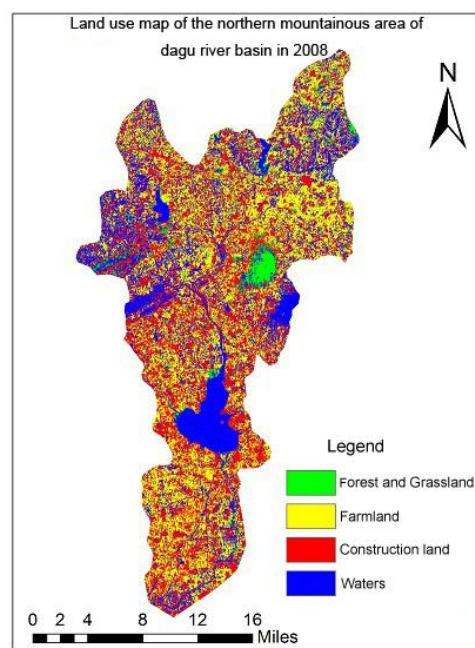 Land use map of the northern mountainous area of
dagu river basin in 2008
N
Legend
Forest and Grassland
Farmland
Construction land
Waters
0 2 4 8 12 16
Miles